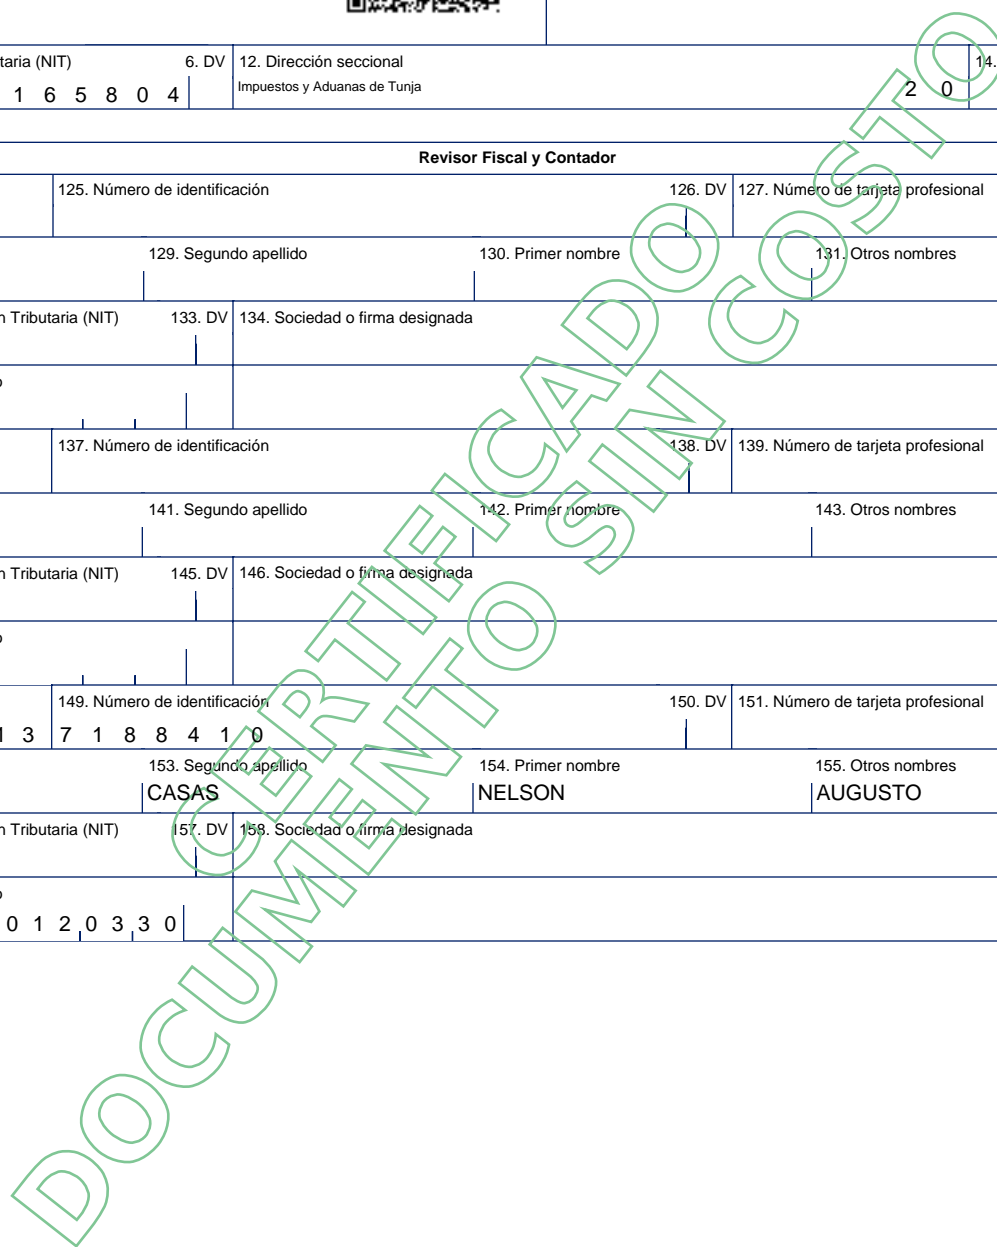 taria (NIT) 6. DV 12. Dirección seccional 14.
1 6 5 8 0 4 Impuestos y Aduanas de Tunja 2 0
Revisor Fiscal y Contador
125. Número de identificación 126. DV 127. Número de tarjeta profesional
129. Segundo apellido 130. Primer nombre 131. Otros nombres
n Tributaria (NIT) 133. DV 134. Sociedad o firma designada
o
137. Número de identificación 138. DV 139. Número de tarjeta profesional
141. Segundo apellido 142. Primer nombre 143. Otros nombres
n Tributaria (NIT) 145. DV 146. Sociedad o firma designada
o
149. Número de identificación 150. DV 151. Número de tarjeta profesional
1 3 7 1 8 8 4 1 0
153. Segundo apellido 154. Primer nombre 155. Otros nombres
CASAS NELSON AUGUSTO
n Tributaria (NIT) 157. DV 158. Sociedad o firma designada
o
0 1 2 0 3 3 0
CERTIFICADO
DOCUMENTO SIN COSTO